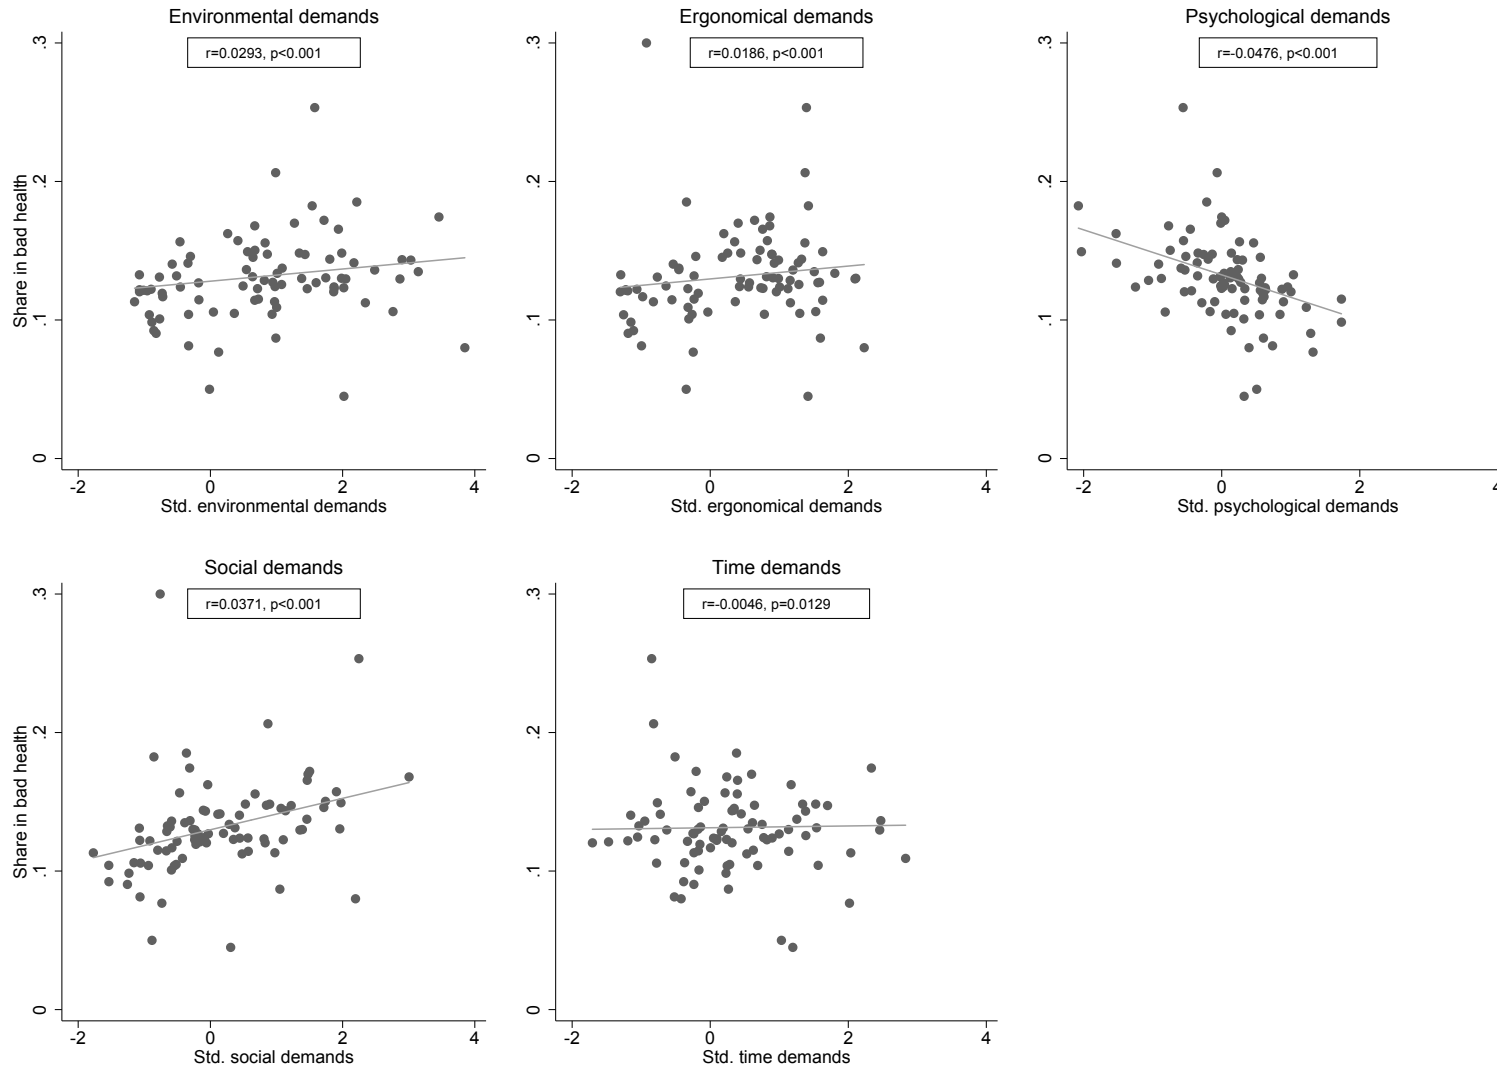 Environmental demands
r=0.0293, p<0.001
Share in bad health
.3
.2
.1
0
-2 0 2 4
Std. environmental demands
Ergonomical demands
r=0.0186, p<0.001
.3
.2
.1
0
-2 0 2 4
Std. ergonomical demands
Psychological demands
r=-0.0476, p<0.001
.3
.2
.1
0
-2 0 2 4
Std. psychological demands
Social demands
r=0.0371, p<0.001
Share in bad health
.3
.2
.1
0
-2 0 2 4
Std. social demands
Time demands
r=-0.0046, p=0.0129
.3
.2
.1
0
-2 0 2 4
Std. time demands